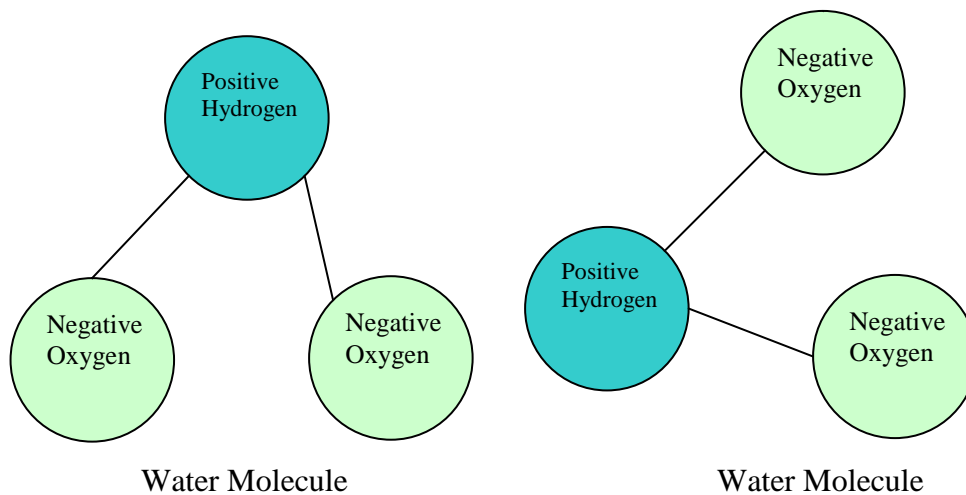 Positive
Hydrogen
Negative
Oxygen
Negative
Oxygen
Water Molecule
Negative
Oxygen
Positive
Hydrogen
Negative
Oxygen
Water Molecule